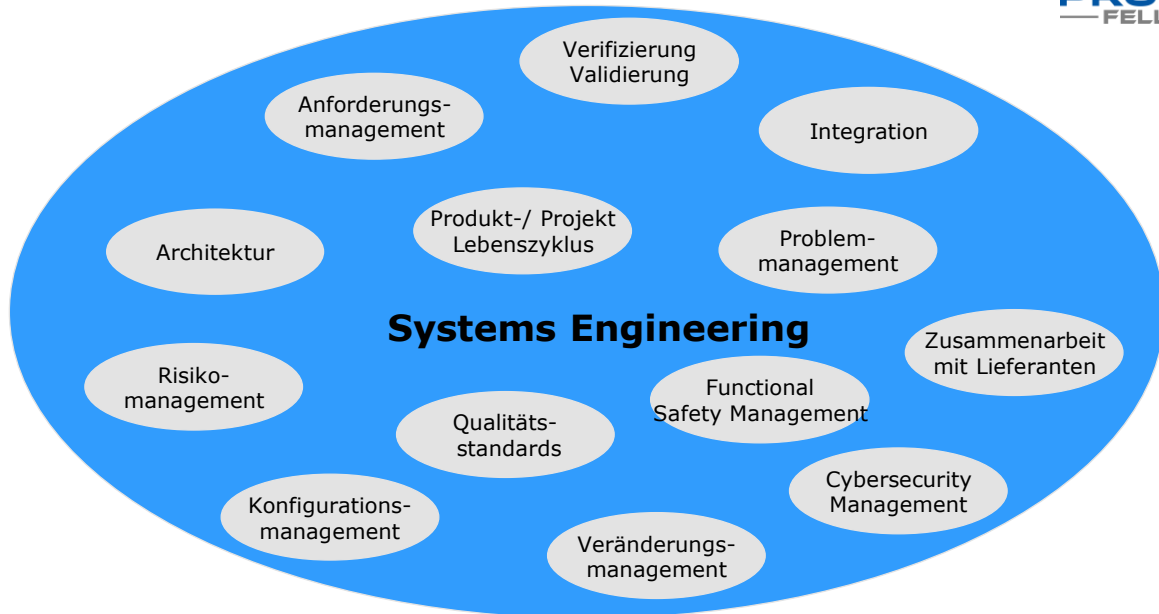 Verifizierung
Validierung
Anforderungs-
management
Integration
Produkt-/ Projekt
Lebenszyklus
Architektur
Problem-
management
Systems Engineering
Zusammenarbeit
mit Lieferanten
Risiko-
management
Functional
Safety Management
Qualitäts-
standards
Cybersecurity
Management
Konfigurations-
management
Veränderungs-
management